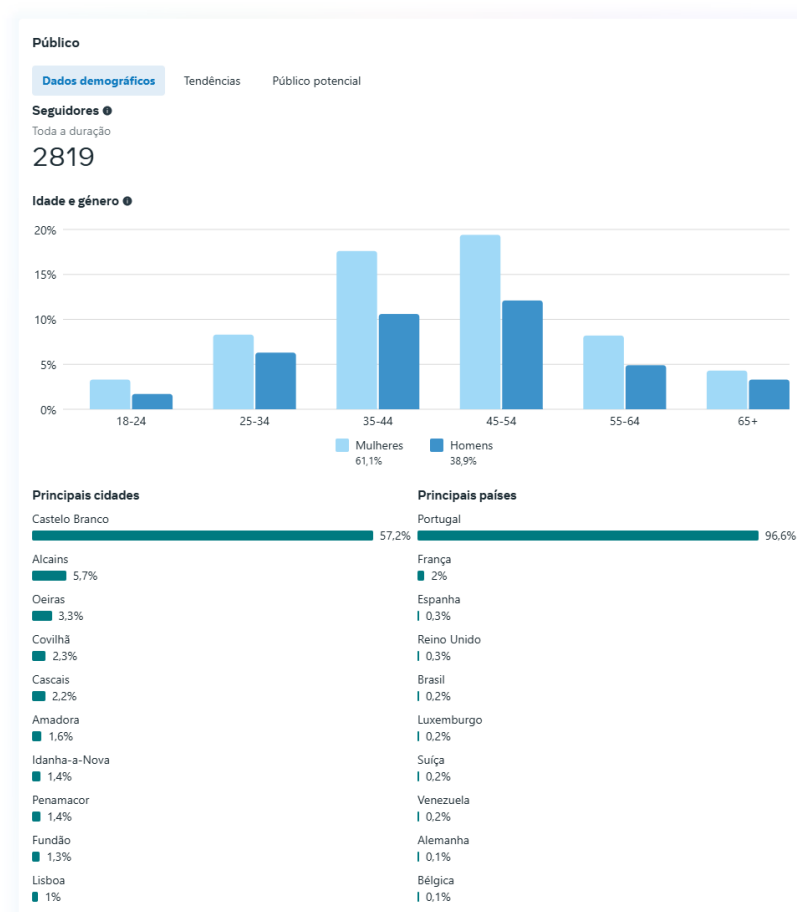 Público
Dados demográficos Tendências Público potencial
Seguidores
Toda a duração
2819
Idade e género
20%
15%
10%
5%
0%
18-24 25-34 35-44 45-54 55-64 65+
Mulheres Homens
61,1% 38,9%
Principais cidades
Castelo Branco
57,2%
Alcains
5,7%
Oeiras
3,3%
Covilhã
2,3%
Cascais
2,2%
Amadora
1,6%
Idanha-a-Nova
1,4%
Penamacor
1,4%
Fundão
1,3%
Lisboa
1%
Principais países
Portugal
96,6%
França
2%
Espanha
0,3%
Reino Unido
0,3%
Brasil
0,2%
Luxemburgo
0,2%
Suíça
0,2%
Venezuela
0,2%
Alemanha
0,1%
Bélgica
0,1%